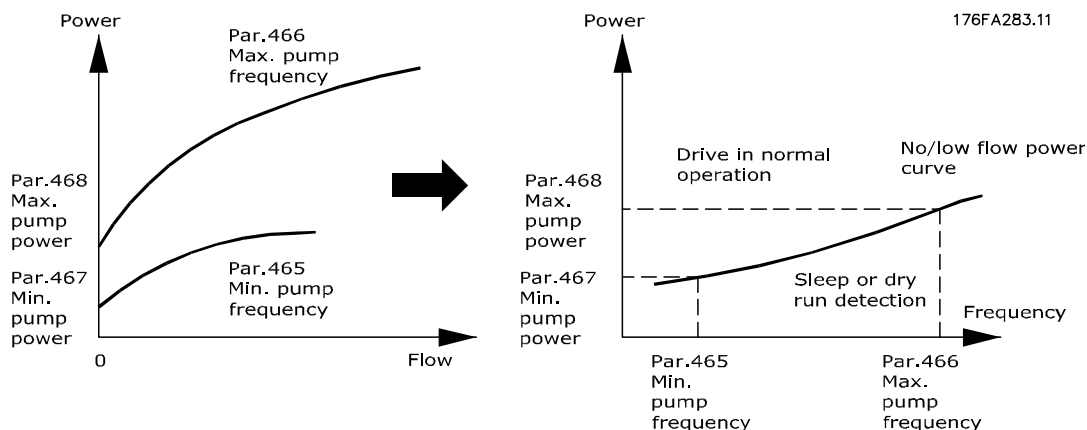 Power
Par.466
Max. pump
frequency
Par.468
Max.
pump
power
Par.467
Min.
pump
power
Par.465
Min. pump
frequency
0
Flow
Power
176FA283.11
Drive in normal
operation
No/low flow power
curve
Par.468
Max.
pump
power
Par.467
Min.
pump
power
Sleep or dry
run detection
Frequency
Par.465
Min.
pump
frequency
Par.466
Max.
pump
frequency